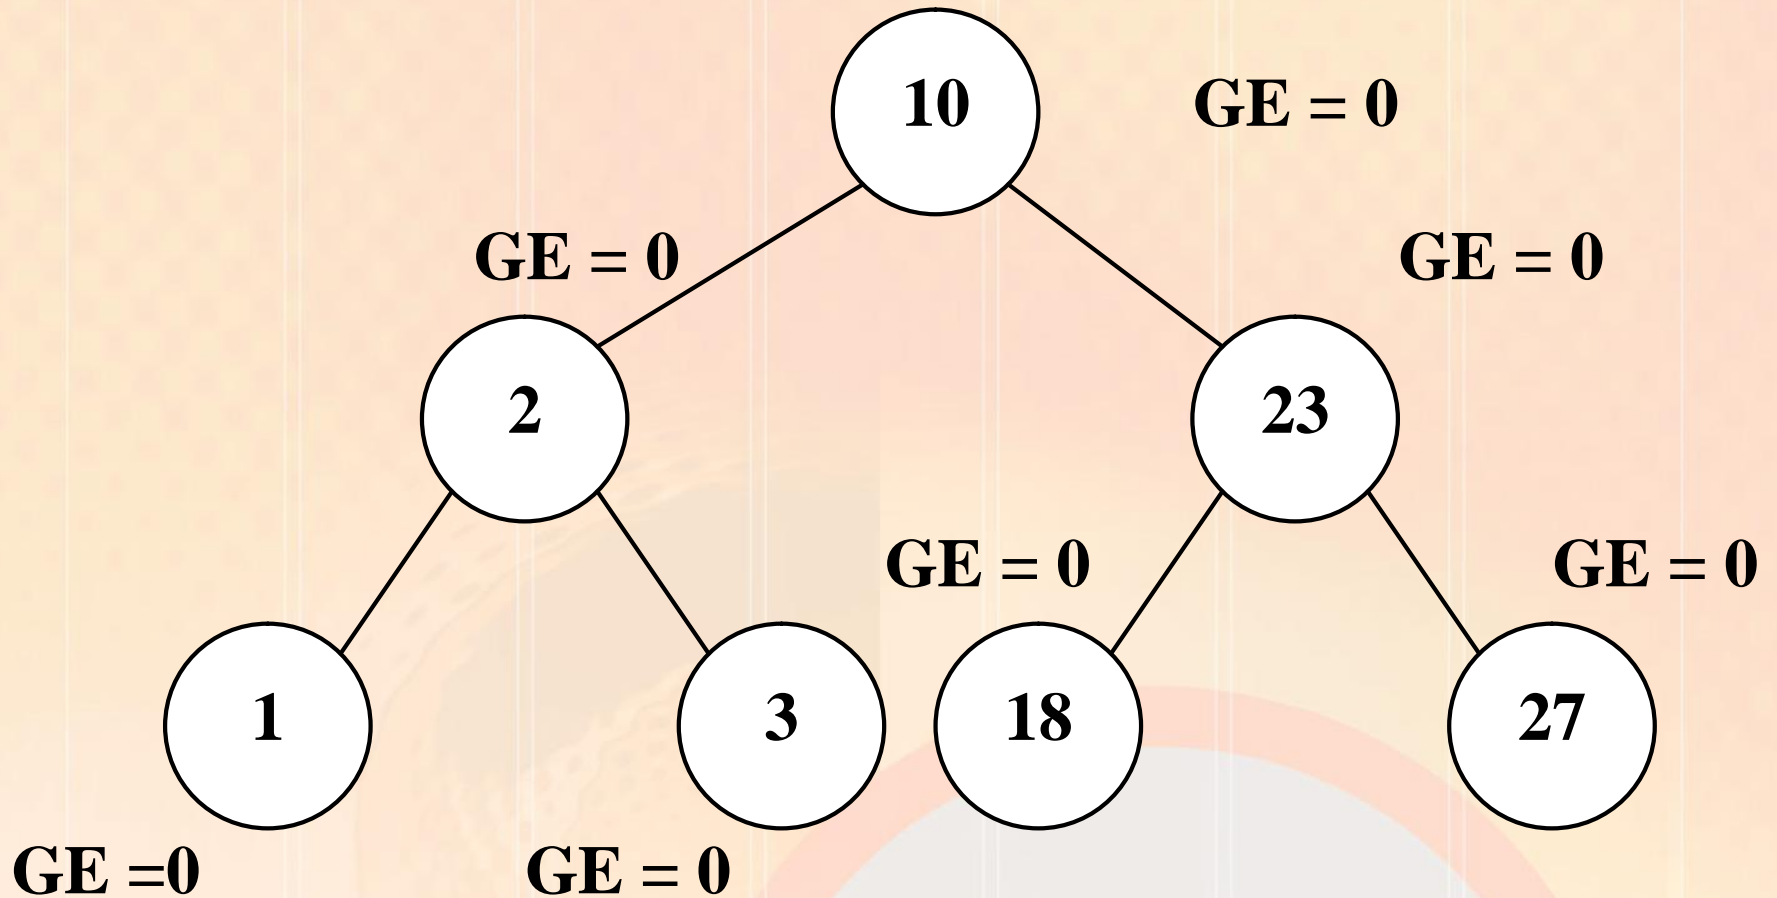 10
GE = 0
GE = 0
GE = 0
2
23
GE = 0
GE = 0
1
3
18
27
GE =0
GE = 0